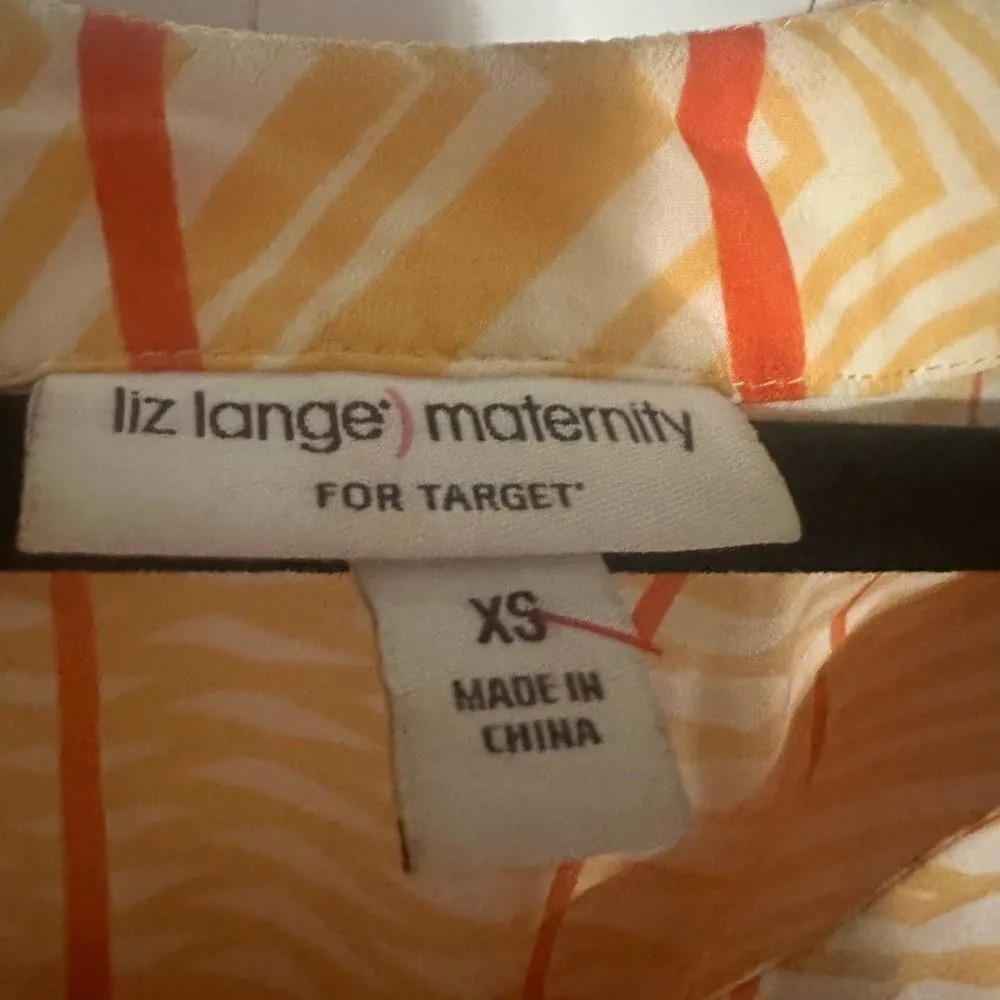 liz lange) maternity
FOR TARGET
XS
MADE IN
CHINA